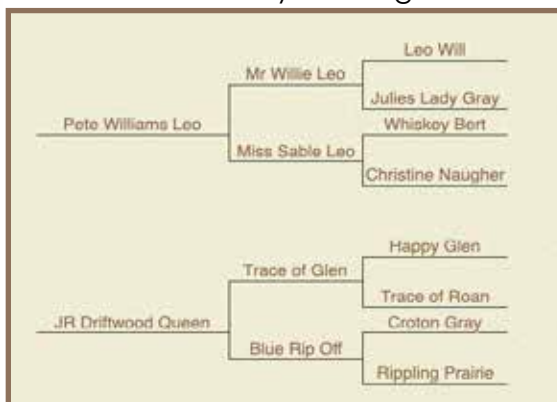 Leo Will
Mr Willie Leo
Julies Lady Gray
Pete Williams Leo
Whiskey Bert
Miss Sable Leo
Christine Naugher
Happy Glen
Trace of Glen
Trace of Roan
JR Driftwood Queen
Croton Gray
Blue Rip Off
Rippling Prairie